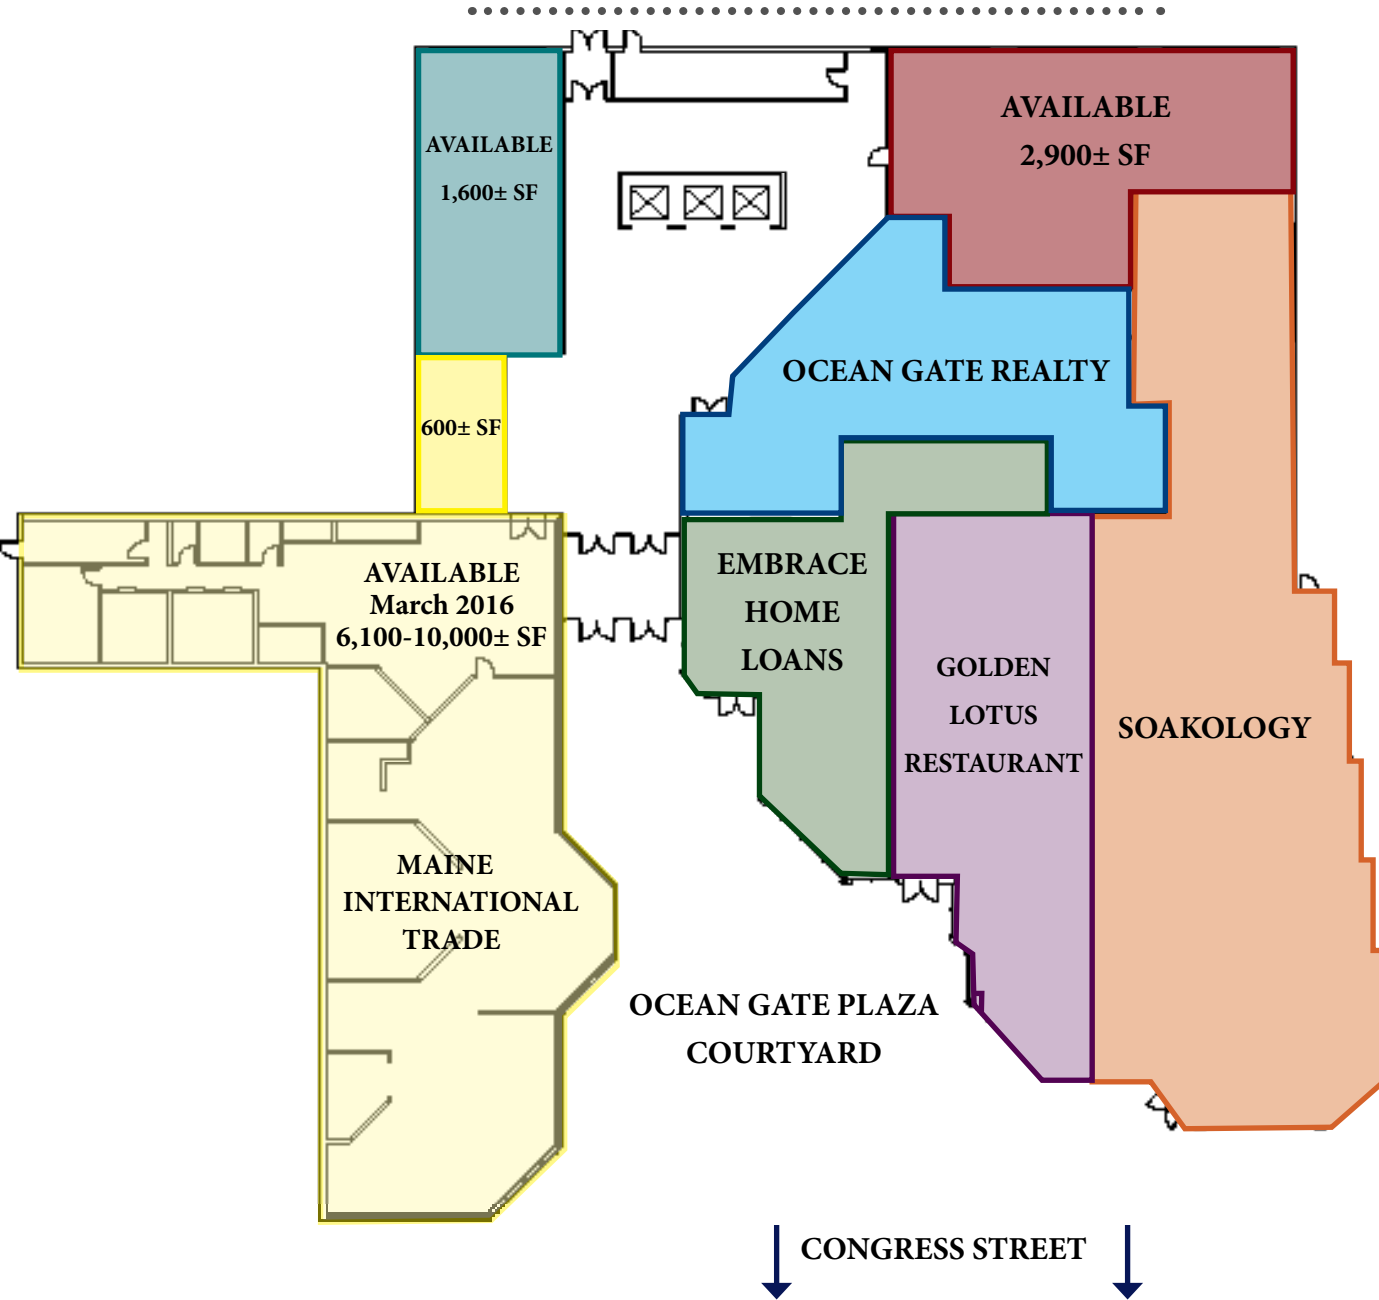 AVAILABLE
1,600± SF
AVAILABLE
2,900± SF
OCEAN GATE REALTY
600± SF
AVAILABLE
March 2016
6,100-10,000± SF
EMBRACE
HOME
LOANS
GOLDEN
LOTUS
RESTAURANT
SOAKOLOGY
MAINE
INTERNATIONAL
TRADE
OCEAN GATE PLAZA
COURTYARD
CONGRESS STREET